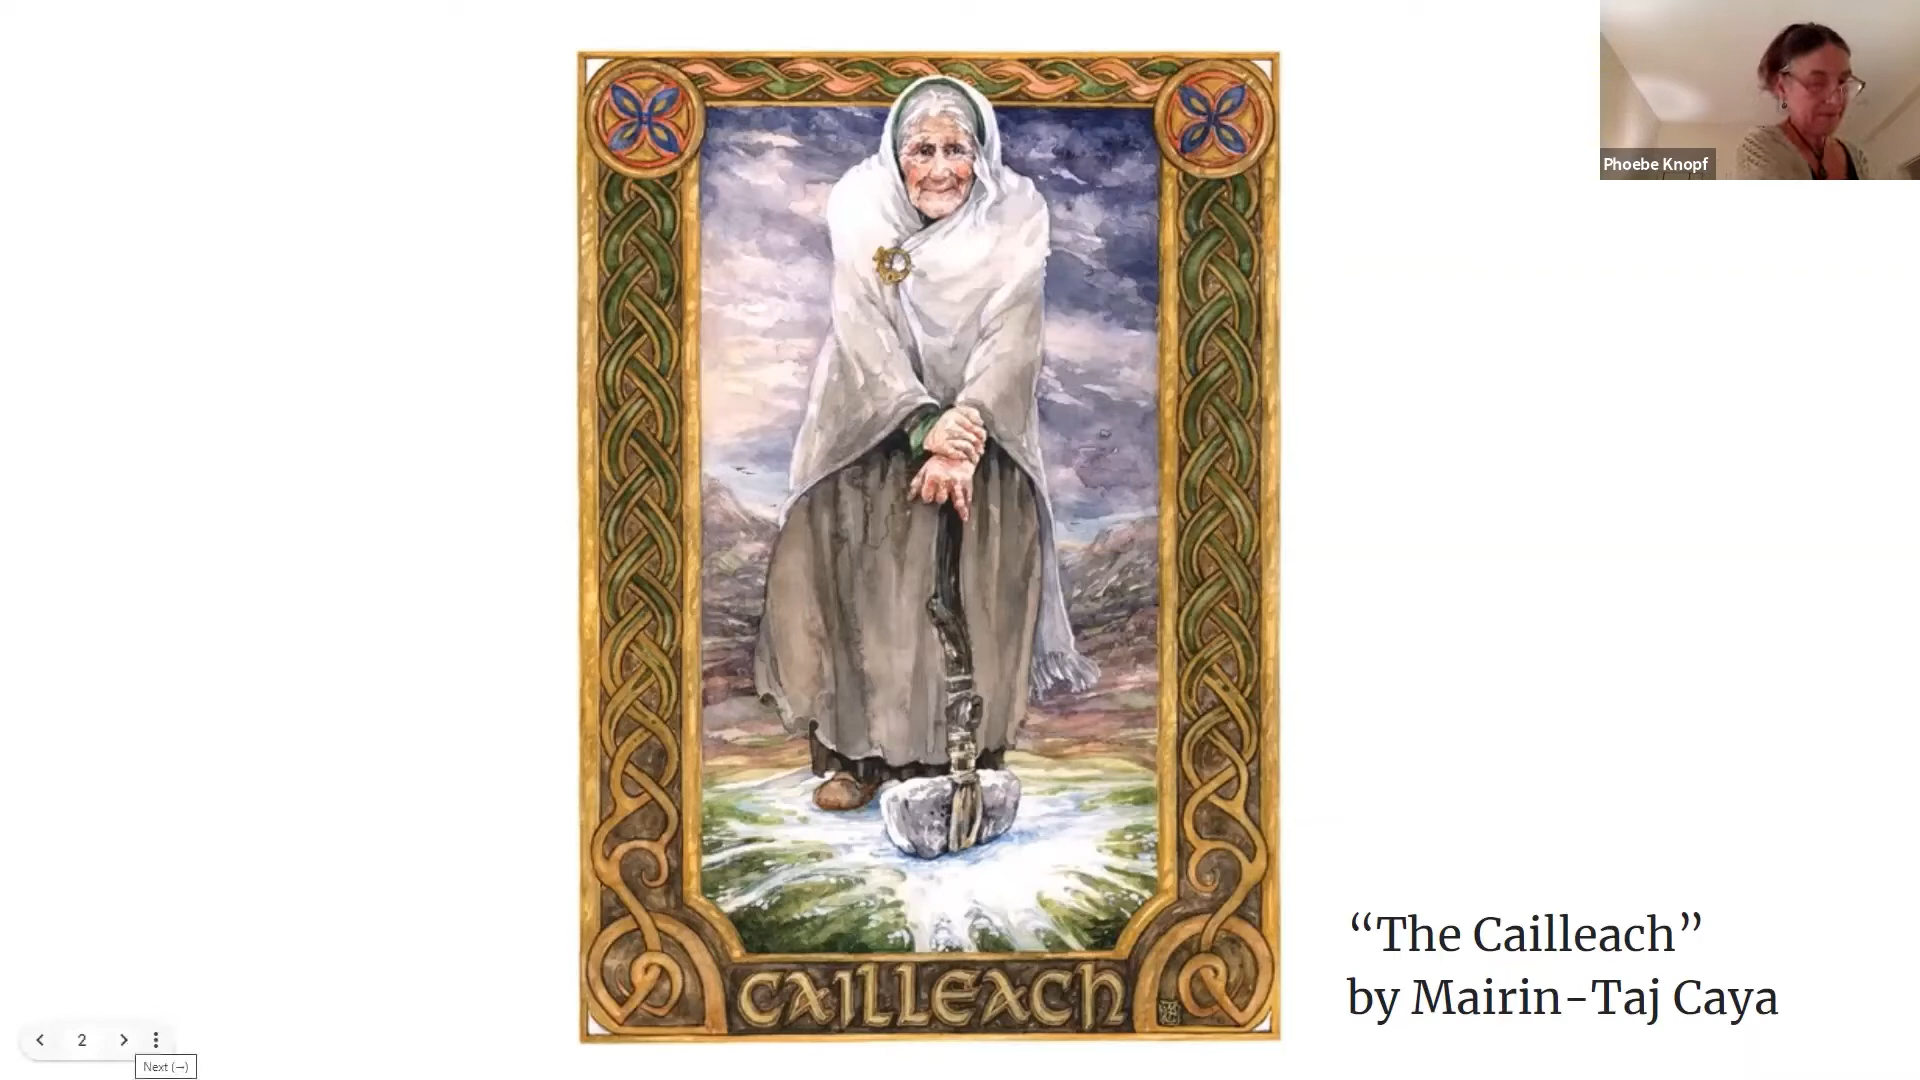 Phoebe Knopf
CAILLEACh
“The Cailleach”
by Mairin-Taj Caya
2
Next (→)